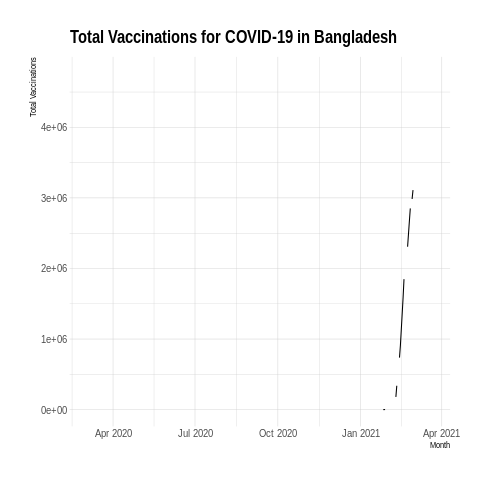 Total Vaccinations for COVID-19 in Bangladesh
Total Vaccinations
4e+06
3e+06
2e+06
1e+06
0e+00
Apr 2020 Jul 2020 Oct 2020 Jan 2021 Apr 2021
Month